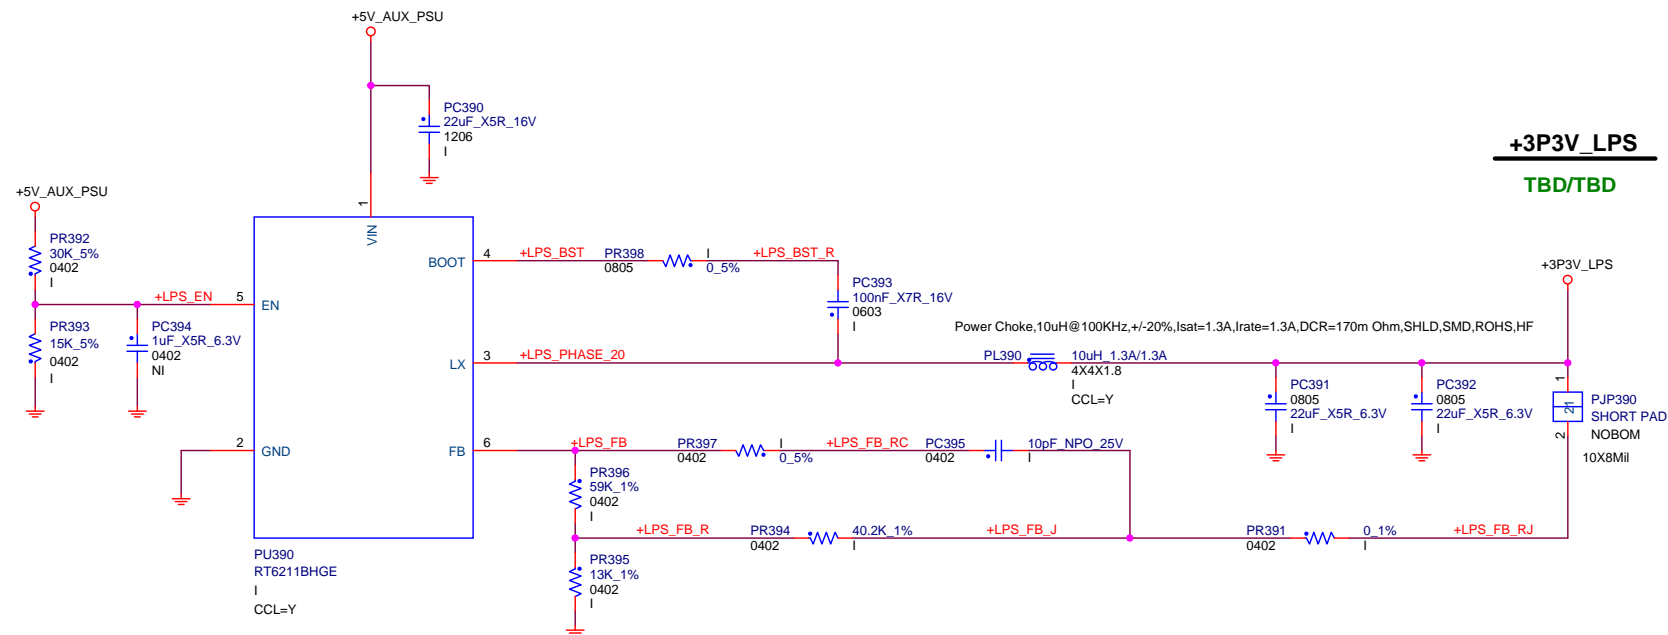 +5V_AUX_PSU
PC390
22uF_X5R_16V
1206
I
+3P3V_LPS
TBD/TBD
+5V_AUX_PSU
1
VIN
PR392
30K_5%
0402
I
+LPS_EN
5
EN
PR393
15K_5%
0402
I
PC394
1uF_X5R_6.3V
0402
NI
2
GND
BOOT
4
+LPS_BST
PR398
0805
I
0_5%
+LPS_BST_R
PC393
100nF_X7R_16V
0603
I
+3P3V_LPS
Power Choke,10uH@100KHz,+/-20%,Isat=1.3A,Irate=1.3A,DCR=170m Ohm,SHLD,SMD,ROHS,HF
LX
3
+LPS_PHASE_20
PL390
10uH_1.3A/1.3A
4X4X1.8
I
CCL=Y
PC391
0805
22uF_X5R_6.3V
I
PC392
0805
22uF_X5R_6.3V
I
1
21
2
PJP390
SHORT PAD
NOBOM
10X8Mil
FB
6
+LPS_FB
PR397
0402
I
0_5%
+LPS_FB_RC
PC395
0402
10pF_NPO_25V
I
PR396
59K_1%
0402
I
+LPS_FB_R
PR394
0402
40.2K_1%
I
+LPS_FB_J
PR391
0402
0_1%
I
+LPS_FB_RJ
PR395
13K_1%
0402
I
PU390
RT6211BHGE
I
CCL=Y